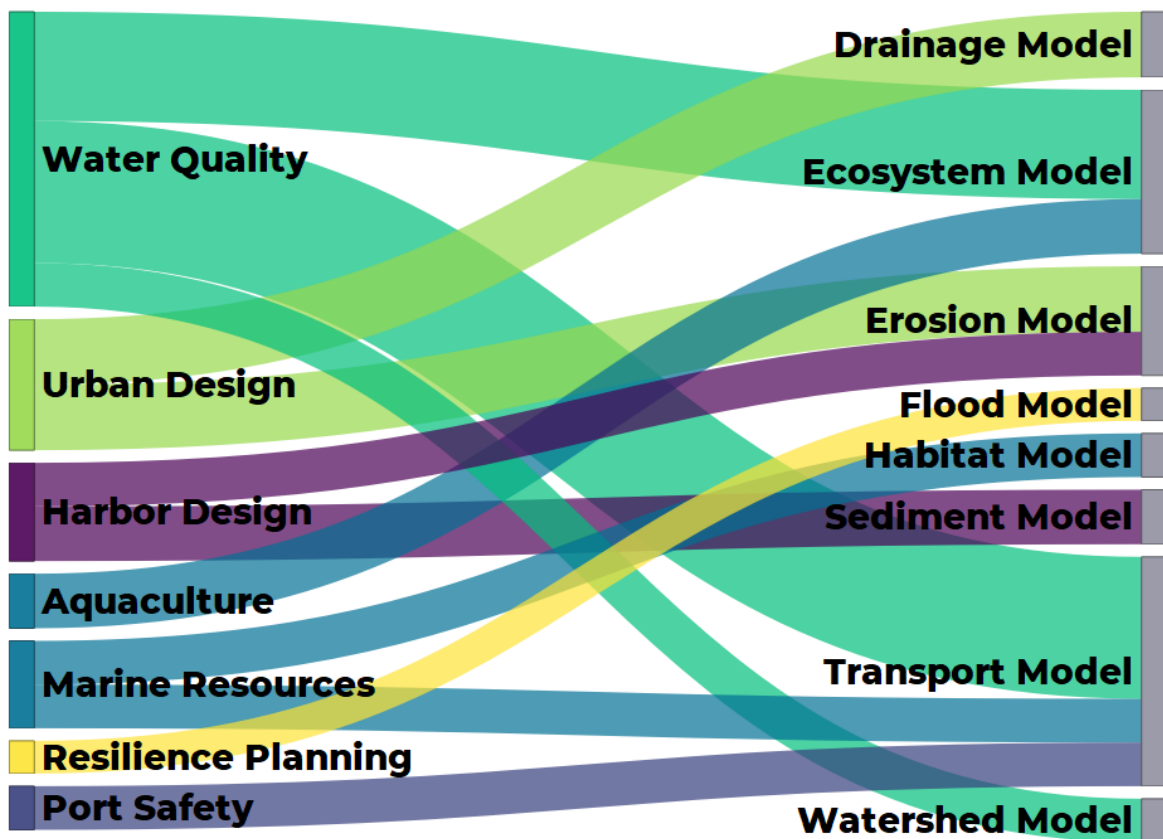 Water Quality
Urban Design
Harbor Design
Aquaculture
Marine Resources
Resilience Planning
Port Safety
Drainage Model
Ecosystem Model
Erosion Model
Flood Model
Habitat Model
Sediment Model
Transport Model
Watershed Model